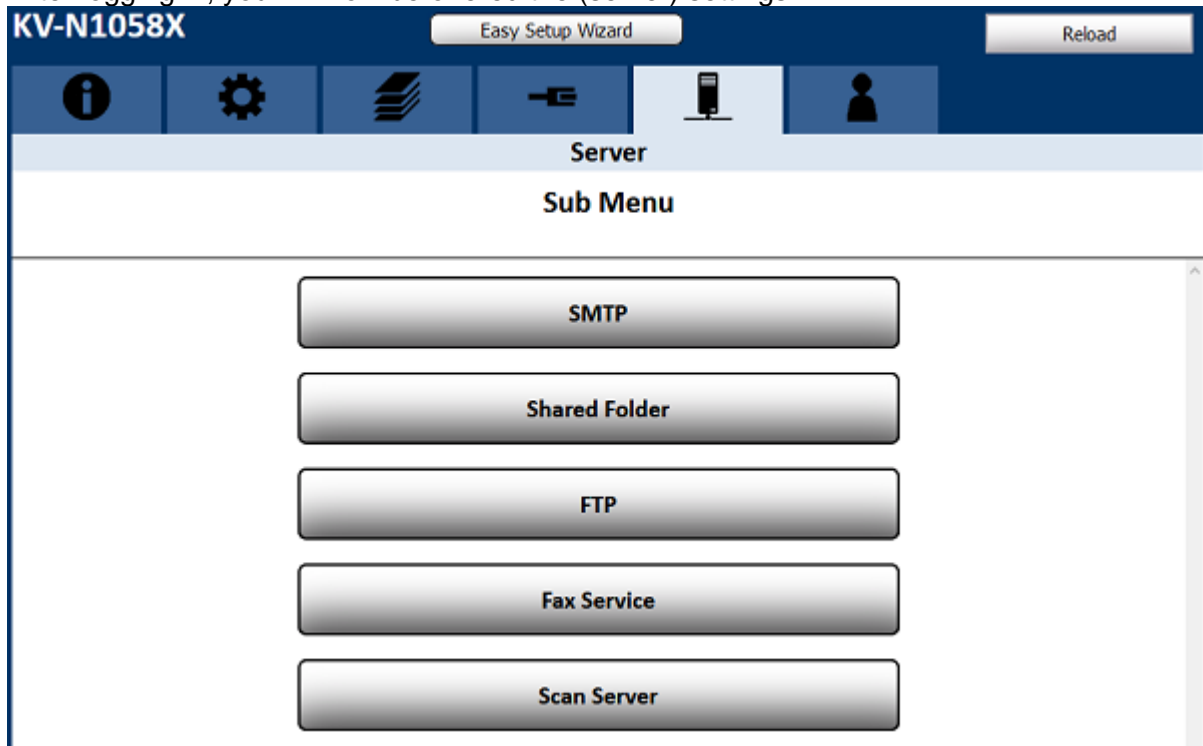 KV-N1058X Easy Setup Wizard Reload
Server
Sub Menu
SMTP
Shared Folder
FTP
Fax Service
Scan Server